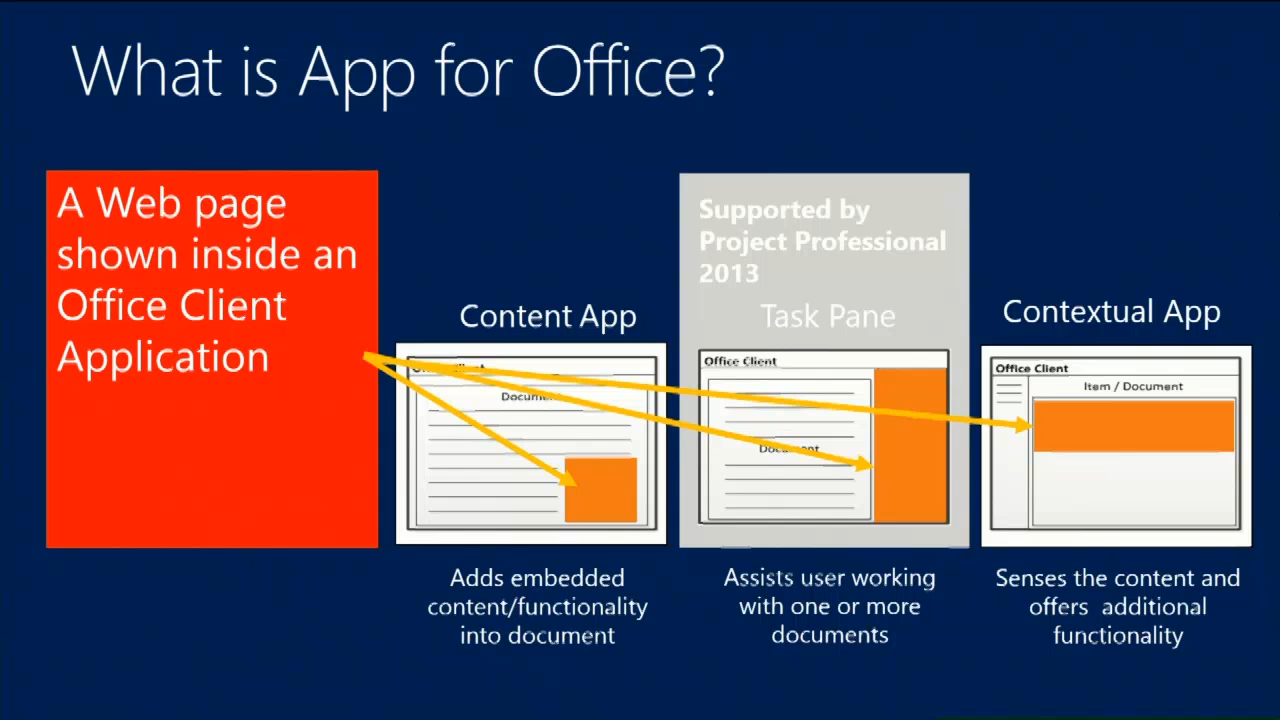 What is App for Office?
A Web page
shown inside an
Office Client
Application
Content App
Document
Adds embedded
content/functionality
into document
Supported by
Project Professional
2013
Task Pane
Office Client
Document
Assists user working
with one or more
documents
Contextual App
Office Client
Item / Document
Senses the content and
offers additional
functionality